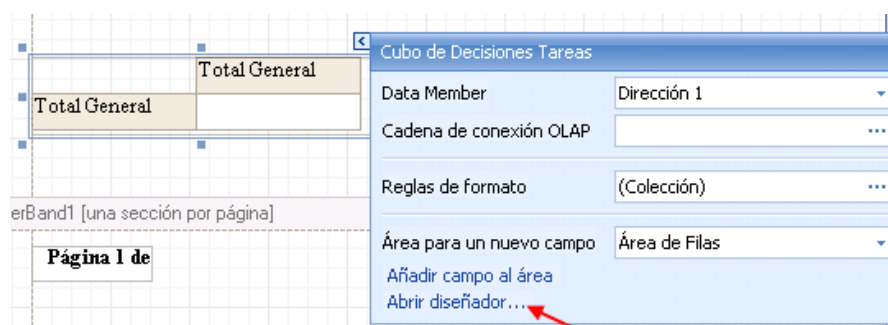 Cubo de Decisiones Tareas
Total General
Total General
Data Member Dirección 1
Cadena de conexión OLAP ...
Reglas de formato (Colección) ...
erBand1 [una sección por página]
Área para un nuevo campo Área de Filas
Página 1 de
Añadir campo al área
Abrir diseñador...